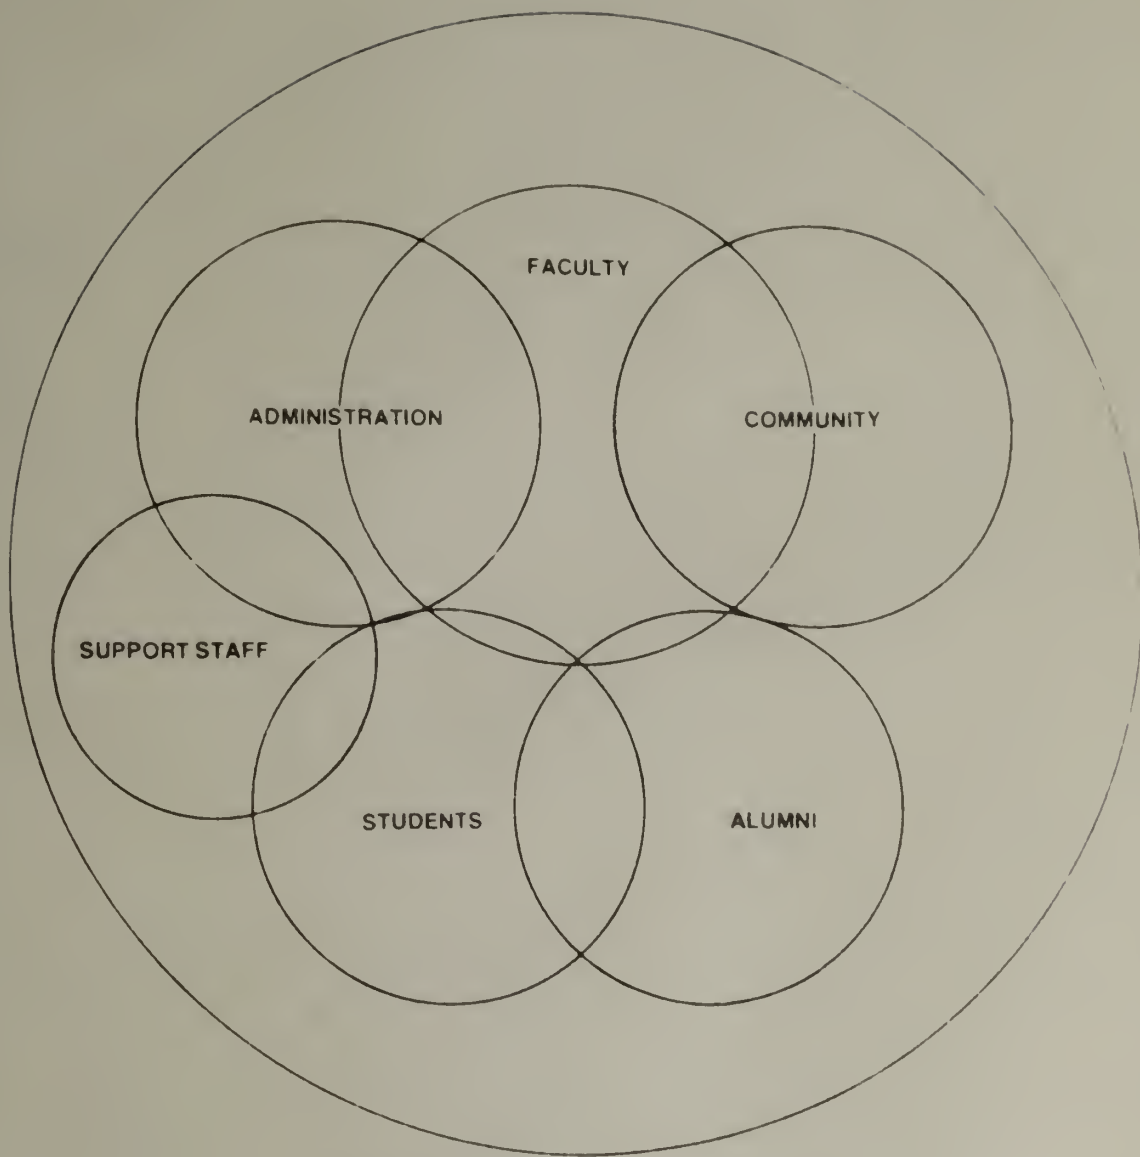 FACULTY
ADMINISTRATION
COMMUNITY
SUPPORT STAFF
STUDENTS
ALUMNI